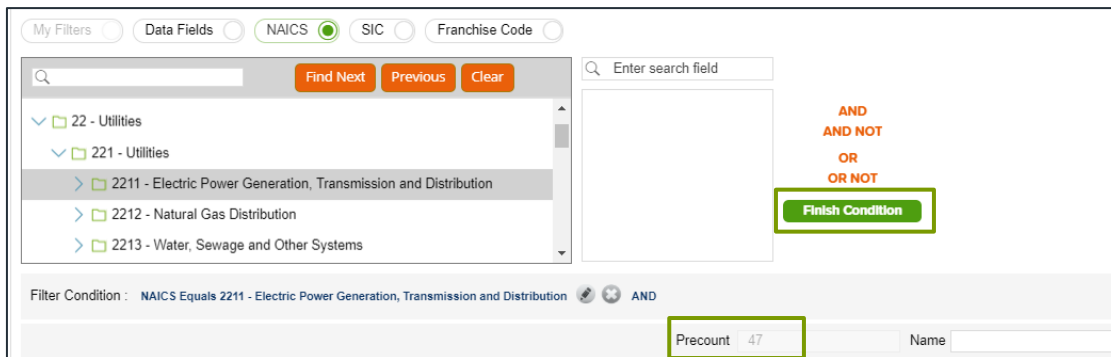 My Filters Data Fields NAICS SIC Franchise Code
Find Next Previous Clear
Enter search field
22 - Utilities
221 - Utilities
2211 - Electric Power Generation, Transmission and Distribution
2212 - Natural Gas Distribution
2213 - Water, Sewage and Other Systems
AND
AND NOT
OR
OR NOT
Finish Condition
Filter Condition : NAICS Equals 2211 - Electric Power Generation, Transmission and Distribution AND
Precount 47 Name